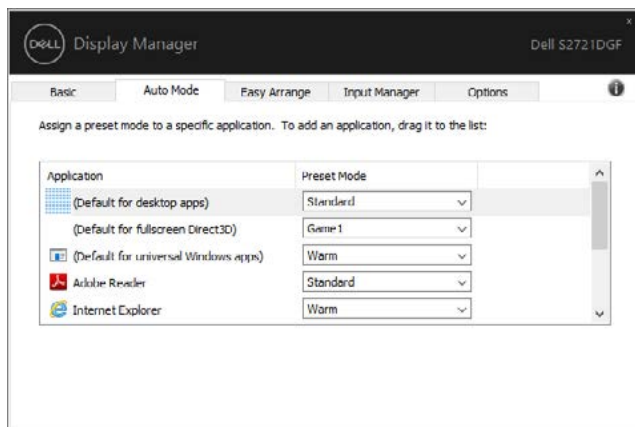 x
DELL Display Manager Dell S2721DGF
Basic Auto Mode Easy Arrange Input Manager Options
Assign a preset mode to a specific application. To add an application, drag it to the list:
Application Preset Mode
(Default for desktop apps) Standard
(Default for fullscreen Direct3D) Game1
(Default for universal Windows apps) Warm
Adobe Reader Standard
Internet Explorer Warm